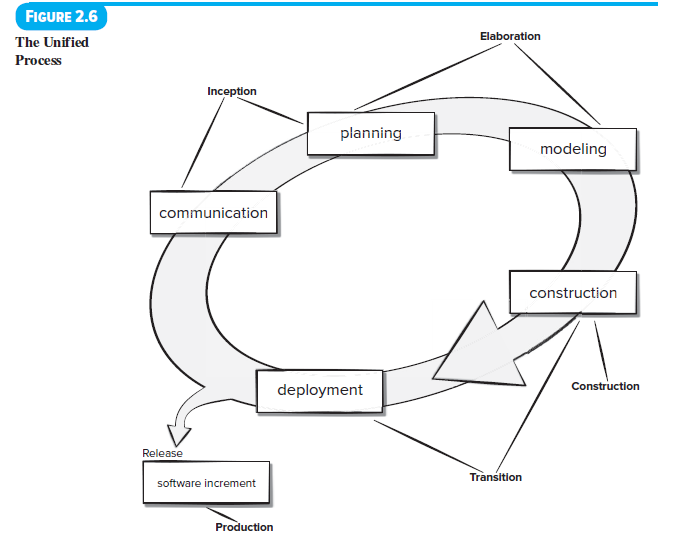 FIGURE 2.6
The Unified
Process
Elaboration
Inception
planning
modeling
communication
construction
deployment
Construction
Release
Transition
software increment
Production